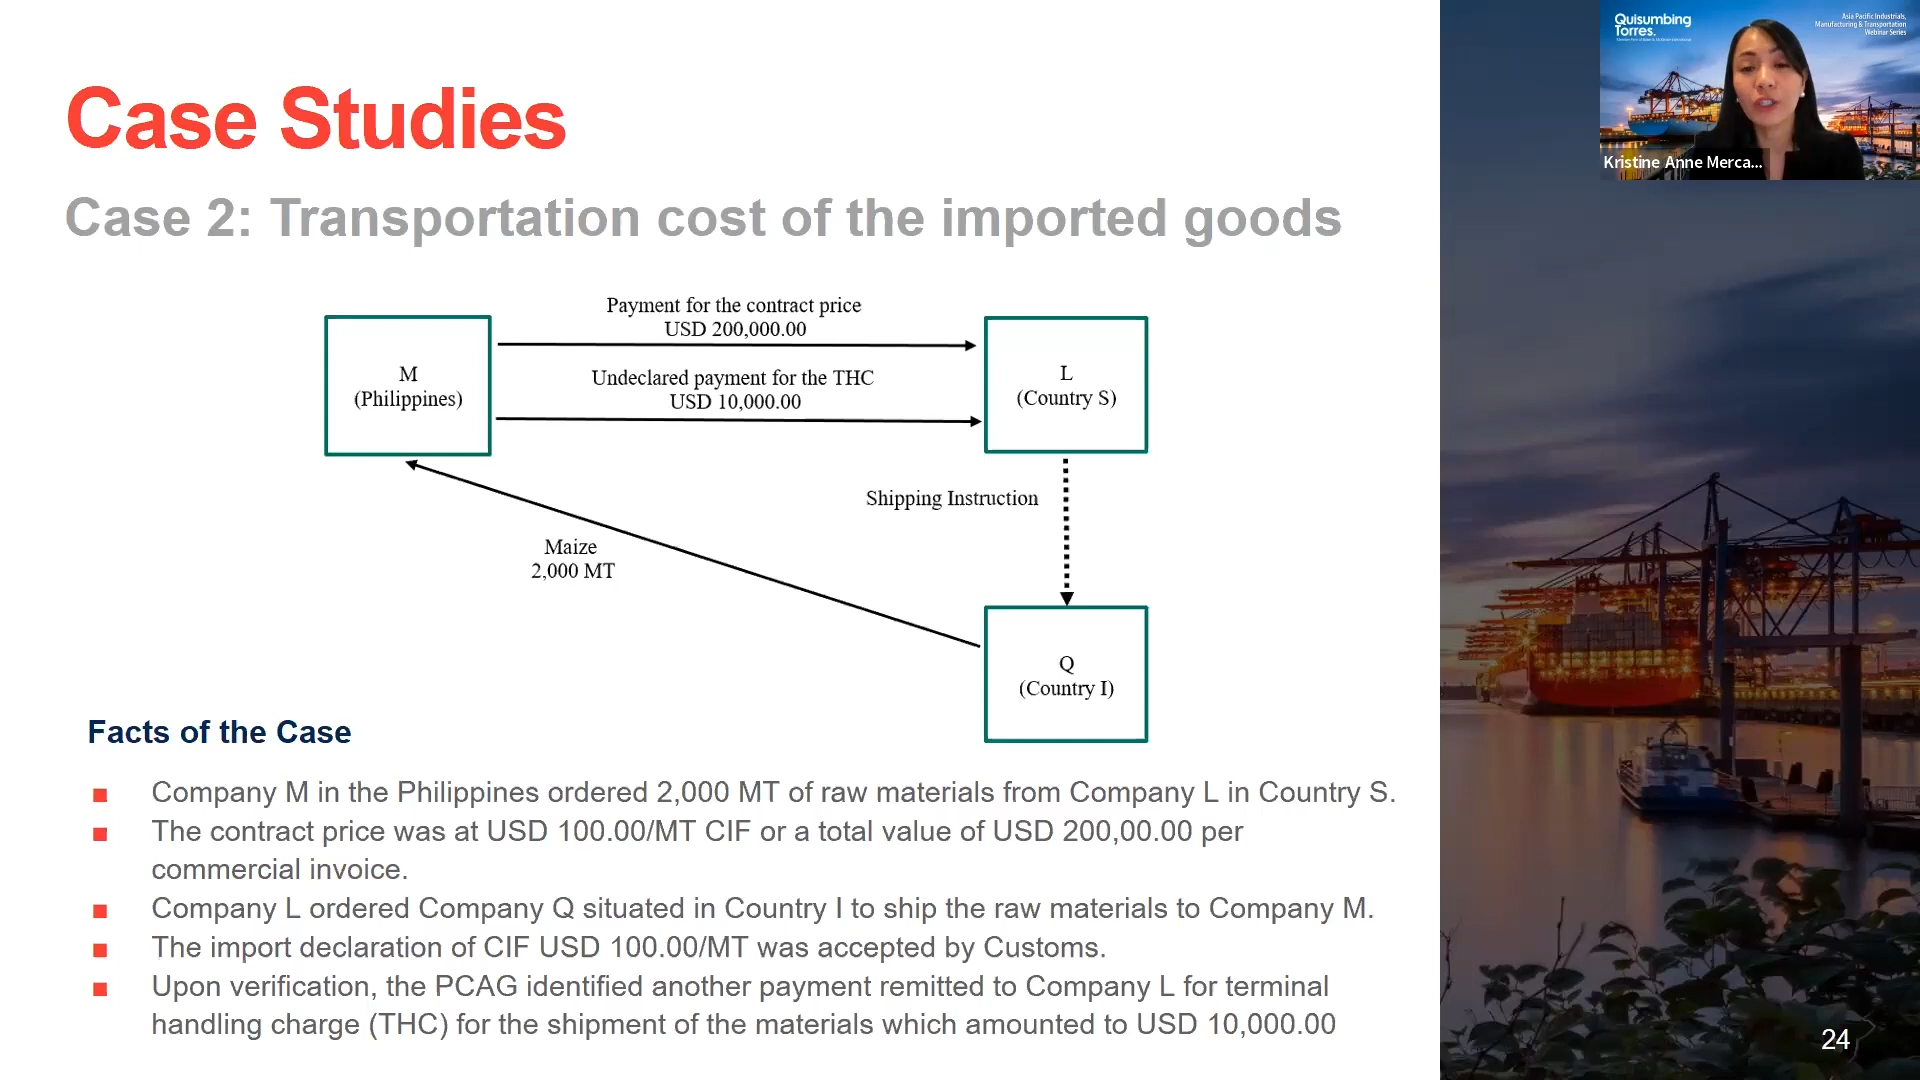 Case Studies
Case 2: Transportation cost of the imported goods
Quisumbing
Torres.
Asia Pacific Industrials,
Manufacturing & Transportation
Webinar Series
Kristine Anne Merca...
Payment for the contract price
USD 200,000.00
M
(Philippines)
Undeclared payment for the THC
USD 10,000.00
L
(Country S)
Shipping Instruction
Maize
2,000 MT
Q
(Country I)
Facts of the Case
■ Company M in the Philippines ordered 2,000 MT of raw materials from Company L in Country S.
■ The contract price was at USD 100.00/MT CIF or a total value of USD 200,00.00 per
commercial invoice.
■ Company L ordered Company Q situated in Country I to ship the raw materials to Company M.
■ The import declaration of CIF USD 100.00/MT was accepted by Customs.
■ Upon verification, the PCAG identified another payment remitted to Company L for terminal
handling charge (THC) for the shipment of the materials which amounted to USD 10,000.00
24